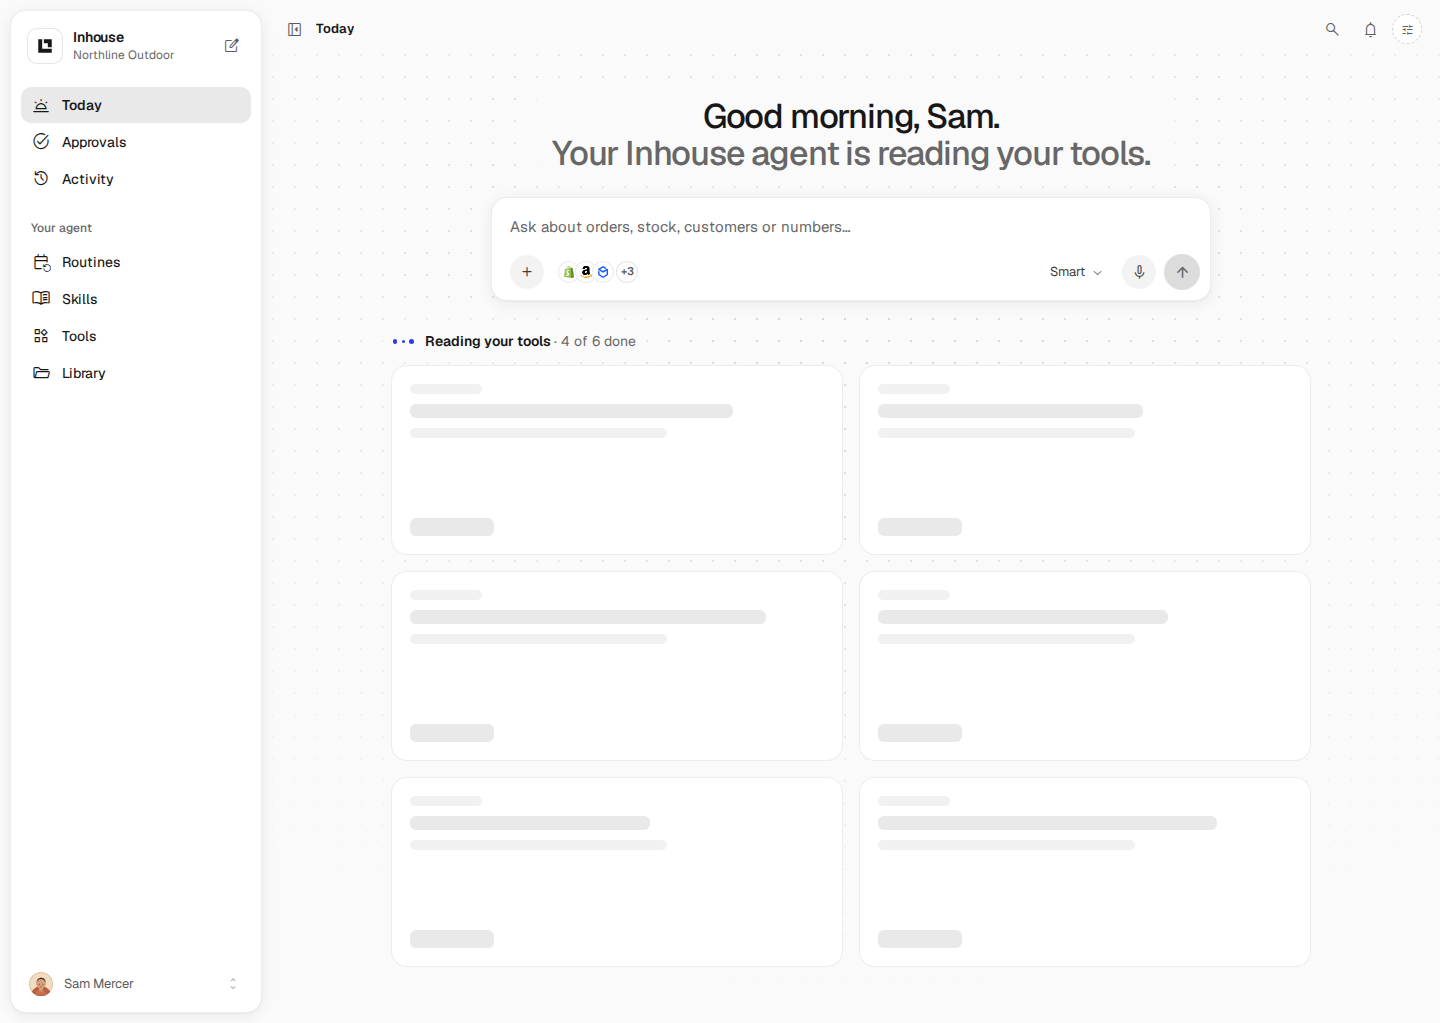 Inhouse
Northline Outdoor
Today
Approvals
Activity
Your agent
Routines
Skills
Tools
Library
Sam Mercer
Today
Good morning, Sam.
Your Inhouse agent is reading your tools.
Ask about orders, stock, customers or numbers…
+3
Smart
Reading your tools · 4 of 6 done